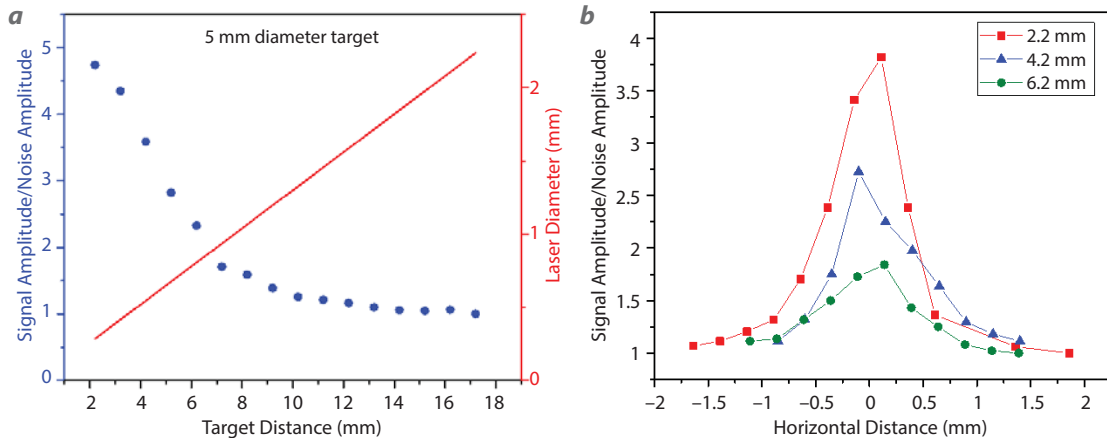 a
5 mm diameter target
Signal Amplitude/Noise Amplitude
5
4
3
2
1
0
Laser Diameter (mm)
2
1
0
2 4 6 8 10 12 14 16 18
Target Distance (mm)
b
2.2 mm
4.2 mm
6.2 mm
Signal Amplitude/Noise Amplitude
4
3.5
3
2.5
2
1.5
1
−2 −1.5 −1 −0.5 0 0.5 1 1.5 2
Horizontal Distance (mm)